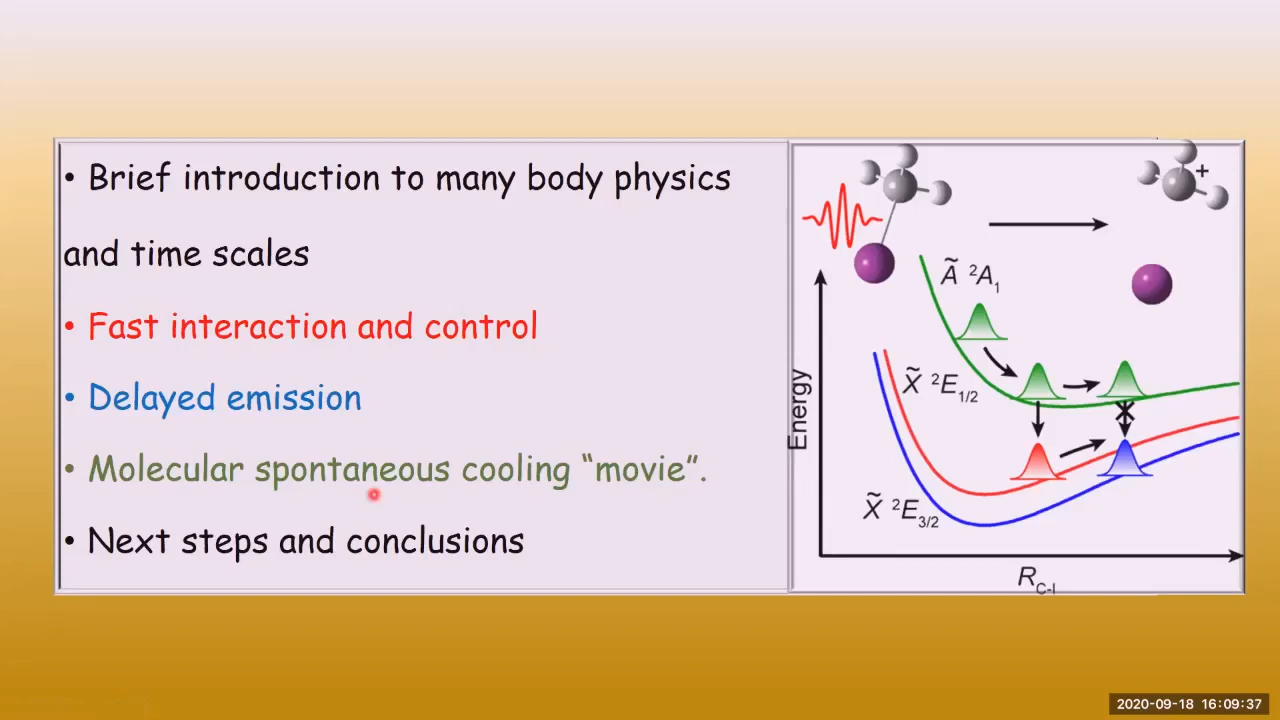 • Brief introduction to many body physics
and time scales
• Fast interaction and control
• Delayed emission
• Molecular spontaneous cooling “movie”.
• Next steps and conclusions
+
Ã ²A₁
X̃ ²E₁/₂
X̃ ²E₃/₂
Energy
R_C-I
2020-09-18 16:09:37